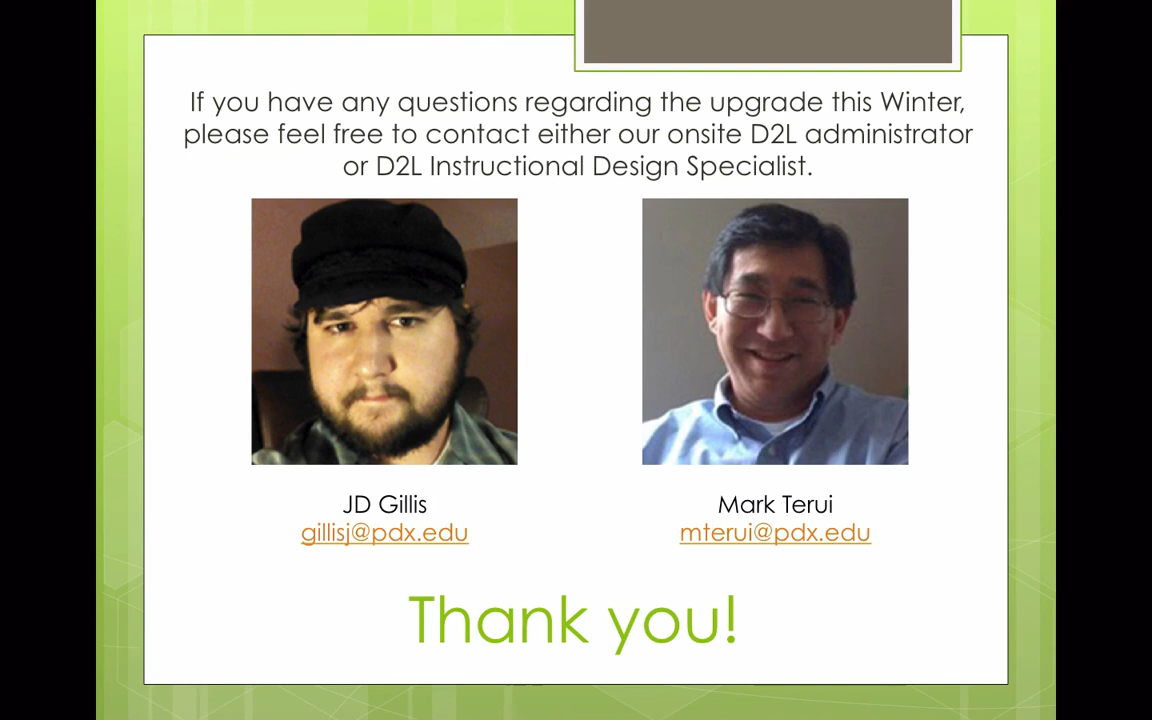 If you have any questions regarding the upgrade this Winter,
please feel free to contact either our onsite D2L administrator
or D2L Instructional Design Specialist.
JD Gillis
gillisj@pdx.edu
Mark Terui
mterui@pdx.edu
Thank you!